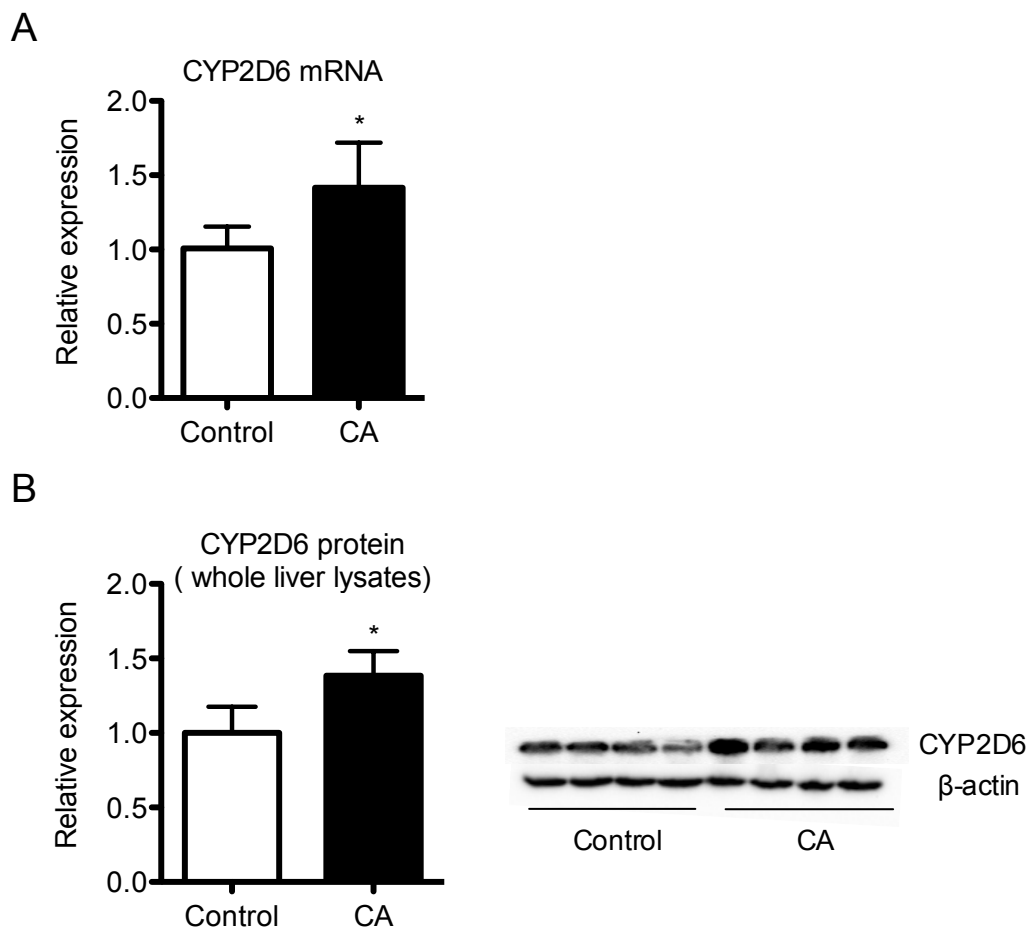 A
CYP2D6 mRNA
2.0
*
1.5
1.0
0.5
0.0
Relative expression
Control CA
B
CYP2D6 protein
( whole liver lysates)
2.0
*
1.5
1.0
0.5
0.0
Relative expression
Control CA
CYP2D6
β-actin
Control CA